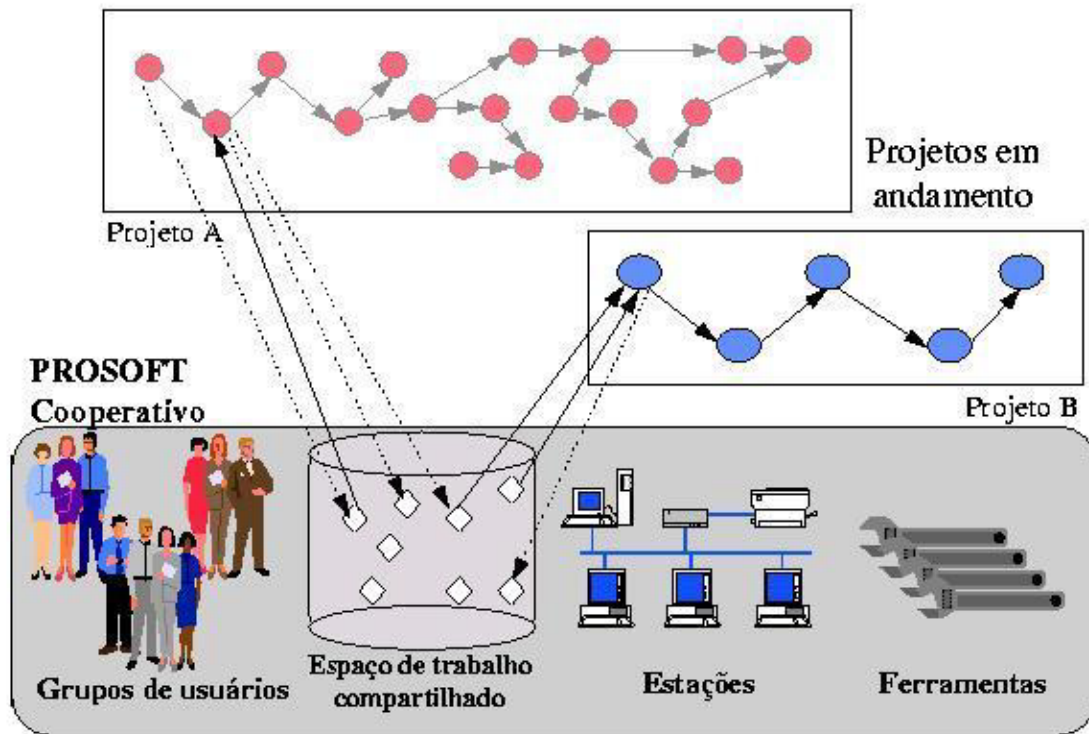 Projetos em
andamento
Projeto A
Projeto B
PROSOFT
Cooperativo
Grupos de usuários
Espaço de trabalho
compartilhado
Estações
Ferramentas